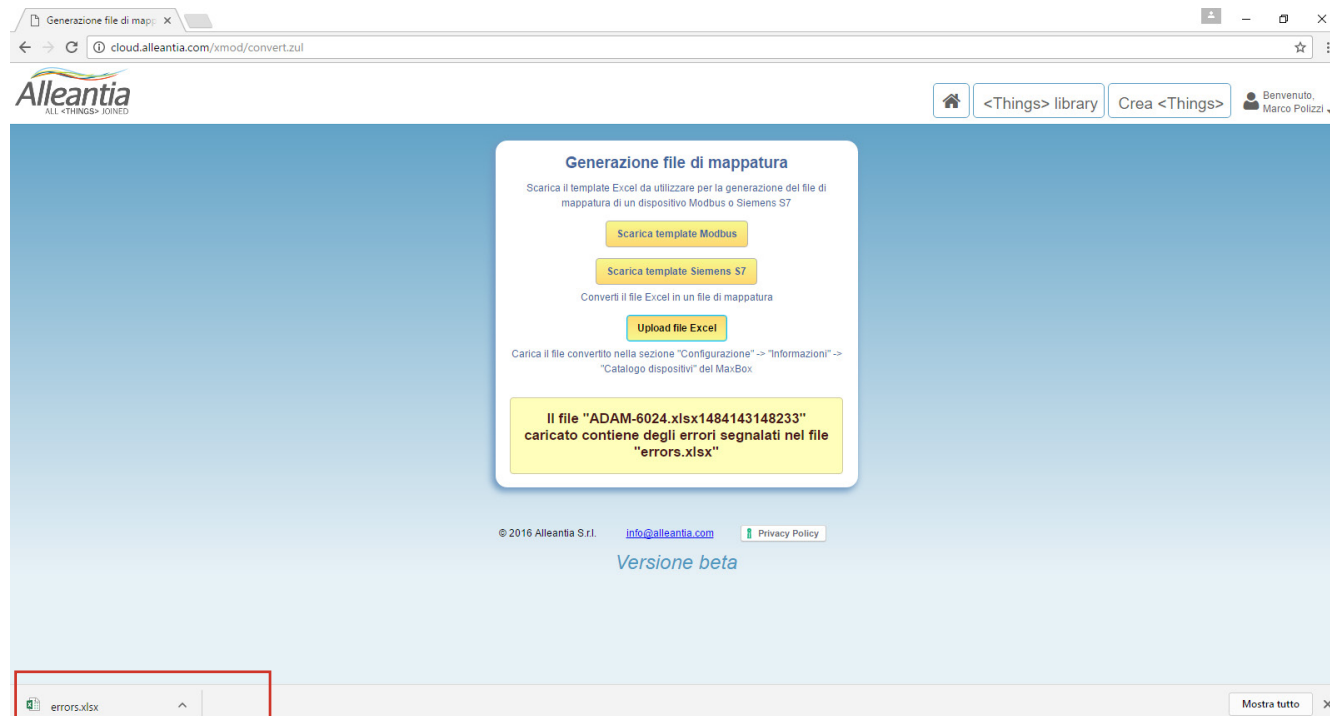 Generazione file di mapp
cloud.alleantia.com/xmod/convert.zul
Alleantia
ALL <THINGS> JOINED
<Things> library
Crea <Things>
Benvenuto,
Marco Polizzi
Generazione file di mappatura
Scarica il template Excel da utilizzare per la generazione del file di
mappatura di un dispositivo Modbus o Siemens S7
Scarica template Modbus
Scarica template Siemens S7
Converti il file Excel in un file di mappatura
Upload file Excel
Carica il file convertito nella sezione "Configurazione" -> "Informazioni" ->
"Catalogo dispositivi" del MaxBox
Il file "ADAM-6024.xlsx1484143148233"
caricato contiene degli errori segnalati nel file
"errors.xlsx"
© 2016 Alleantia S.r.l.
info@alleantia.com
Privacy Policy
Versione beta
errors.xlsx
Mostra tutto